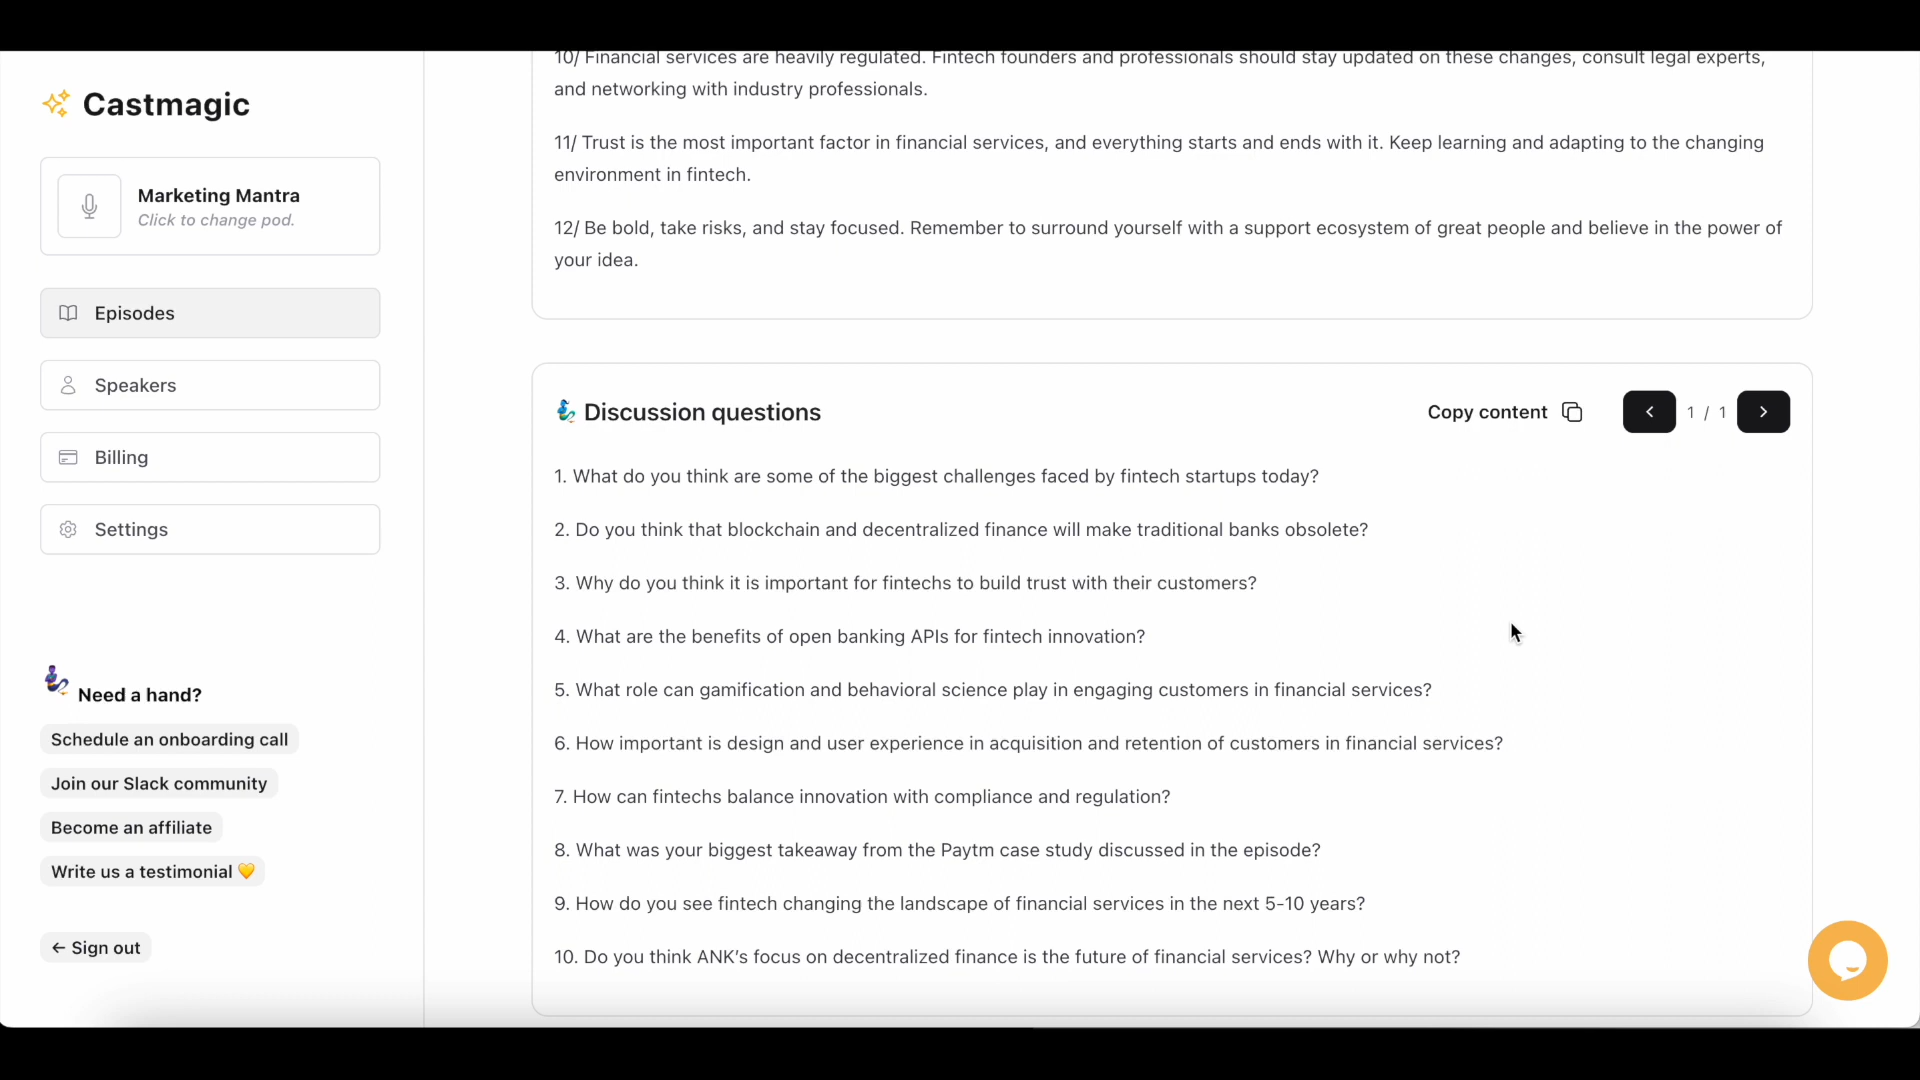 Castmagic
Marketing Mantra
Click to change pod.
Episodes
Speakers
Billing
Settings
Need a hand?
Schedule an onboarding call
Join our Slack community
Become an affiliate
Write us a testimonial 💛
← Sign out
10/ Financial services are heavily regulated. Fintech founders and professionals should stay updated on these changes, consult legal experts,
and networking with industry professionals.
11/ Trust is the most important factor in financial services, and everything starts and ends with it. Keep learning and adapting to the changing
environment in fintech.
12/ Be bold, take risks, and stay focused. Remember to surround yourself with a support ecosystem of great people and believe in the power of
your idea.
Discussion questions
Copy content
1 / 1
1. What do you think are some of the biggest challenges faced by fintech startups today?
2. Do you think that blockchain and decentralized finance will make traditional banks obsolete?
3. Why do you think it is important for fintechs to build trust with their customers?
4. What are the benefits of open banking APIs for fintech innovation?
5. What role can gamification and behavioral science play in engaging customers in financial services?
6. How important is design and user experience in acquisition and retention of customers in financial services?
7. How can fintechs balance innovation with compliance and regulation?
8. What was your biggest takeaway from the Paytm case study discussed in the episode?
9. How do you see fintech changing the landscape of financial services in the next 5-10 years?
10. Do you think ANK's focus on decentralized finance is the future of financial services? Why or why not?